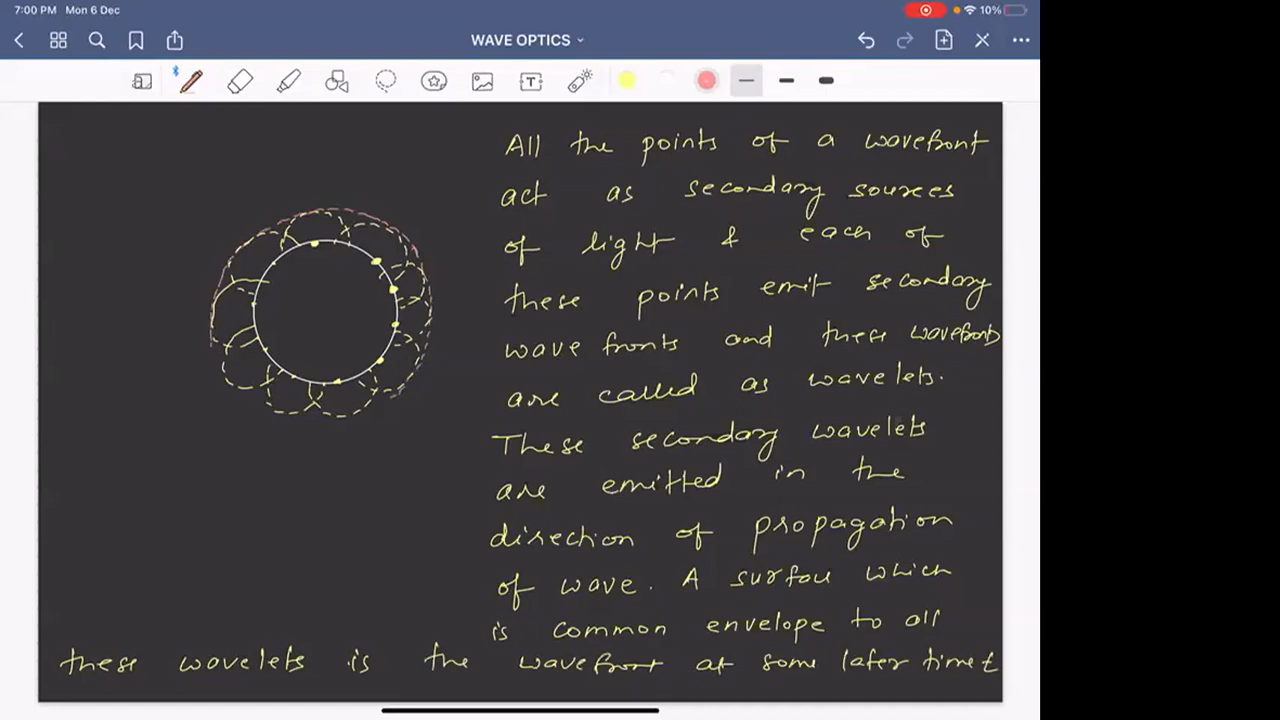 7:00 PM Mon 6 Dec
10%
WAVE OPTICS
All the points of a wavefront
act as secondary sources
of light & each of
these points emit secondary
wave fronts and these wavefronts
are called as wavelets.
These secondary wavelets
are emitted in the
direction of propagation
of wave. A surface which
is common envelope to all
these wavelets is the wavefront at some later time t